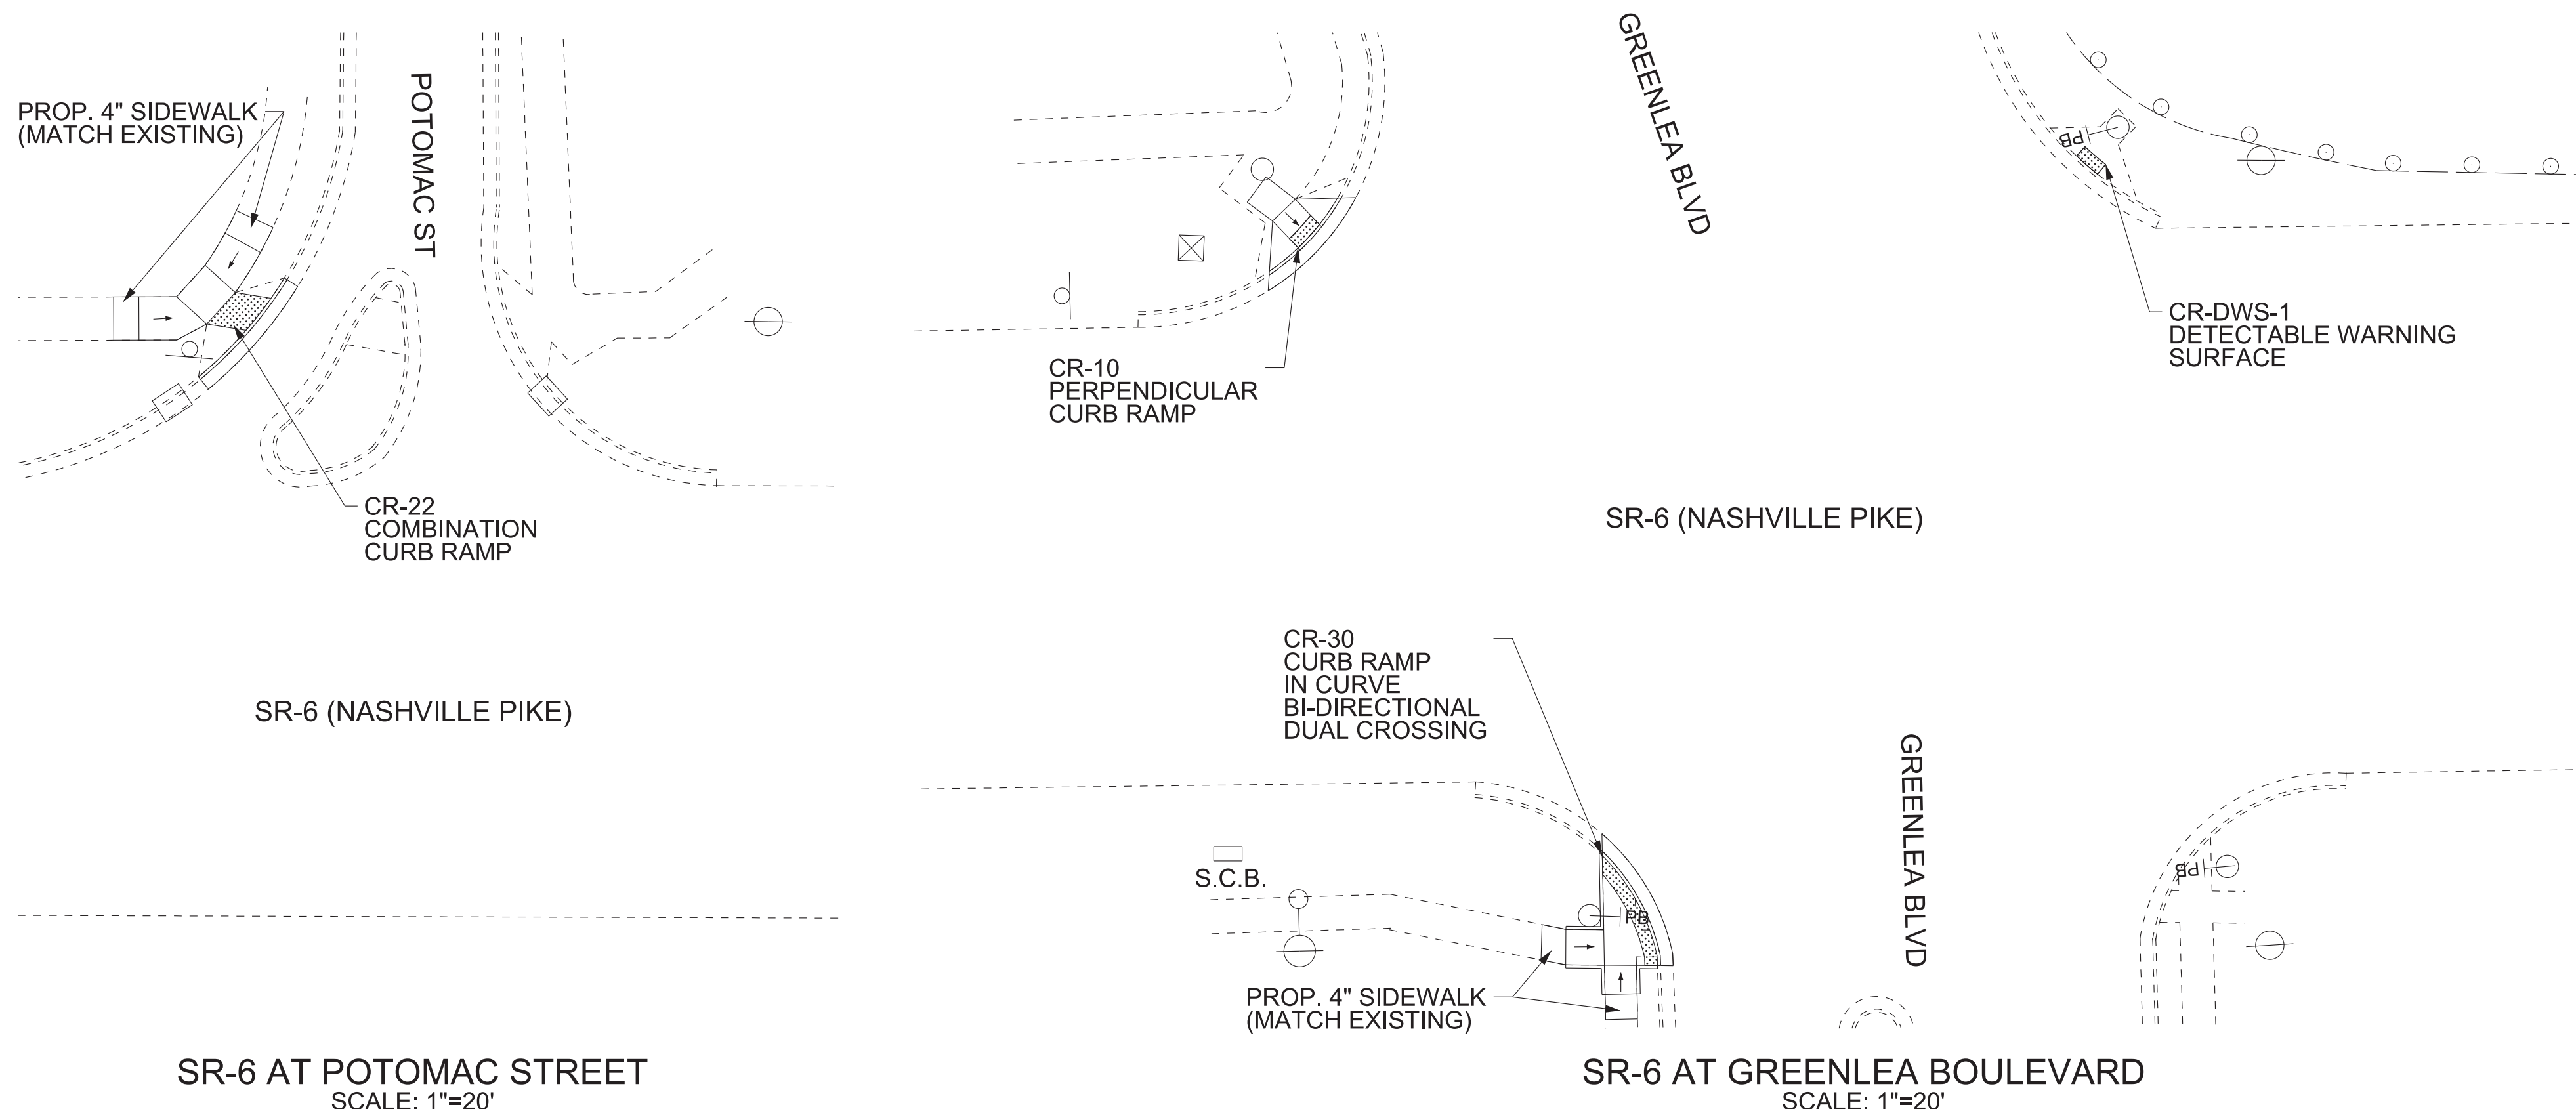 PROP. 4" SIDEWALK
(MATCH EXISTING)
POTOMAC ST
CR-22
COMBINATION
CURB RAMP
SR-6 (NASHVILLE PIKE)
SR-6 AT POTOMAC STREET
SCALE: 1"=20'
GREENLEA BLVD
PB
CR-10
PERPENDICULAR
CURB RAMP
CR-DWS-1
DETECTABLE WARNING
SURFACE
SR-6 (NASHVILLE PIKE)
CR-30
CURB RAMP
IN CURVE
BI-DIRECTIONAL
DUAL CROSSING
S.C.B.
PB
GREENLEA BLVD
PB
PROP. 4" SIDEWALK
(MATCH EXISTING)
SR-6 AT GREENLEA BOULEVARD
SCALE: 1"=20'